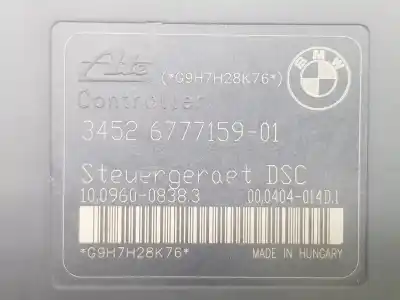 Ate (*G9H7H28K76*)
BMW
Controller
3452 6777159-01
Steuergeraet DSC
10.0960-0838.3 00.0404-014D.1
*G9H7H28K76* MADE IN HUNGARY